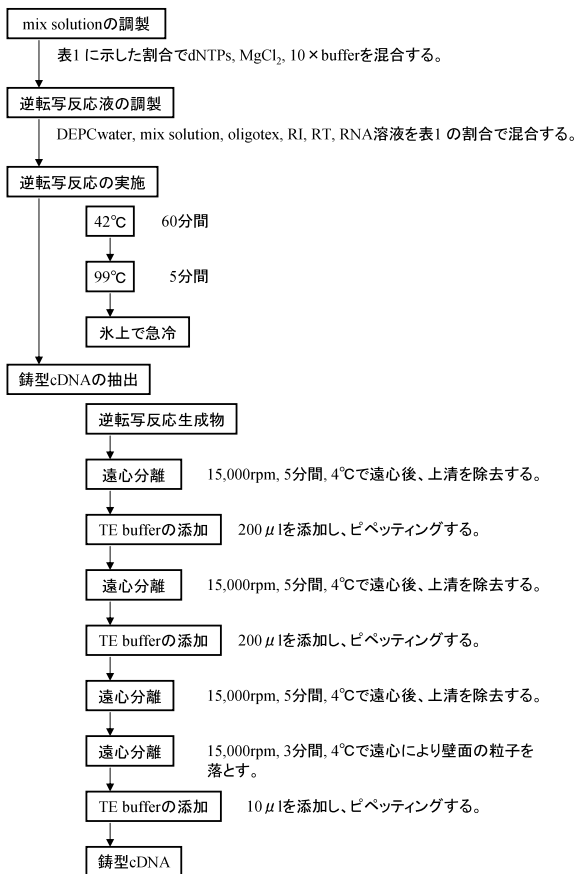 mix solutionの調製
表1 に示した割合でdNTPs, MgCl2, 10×bufferを混合する。
逆転写反応液の調製
DEPCwater, mix solution, oligotex, RI, RT, RNA溶液を表1 の割合で混合する。
逆転写反応の実施
42℃ 60分間
99℃ 5分間
氷上で急冷
鋳型cDNAの抽出
逆転写反応生成物
遠心分離 15,000rpm, 5分間, 4℃で遠心後、上清を除去する。
TE bufferの添加 200μlを添加し、ピペッティングする。
遠心分離 15,000rpm, 5分間, 4℃で遠心後、上清を除去する。
TE bufferの添加 200μlを添加し、ピペッティングする。
遠心分離 15,000rpm, 5分間, 4℃で遠心後、上清を除去する。
遠心分離 15,000rpm, 3分間, 4℃で遠心により壁面の粒子を
落とす。
TE bufferの添加 10μlを添加し、ピペッティングする。
鋳型cDNA